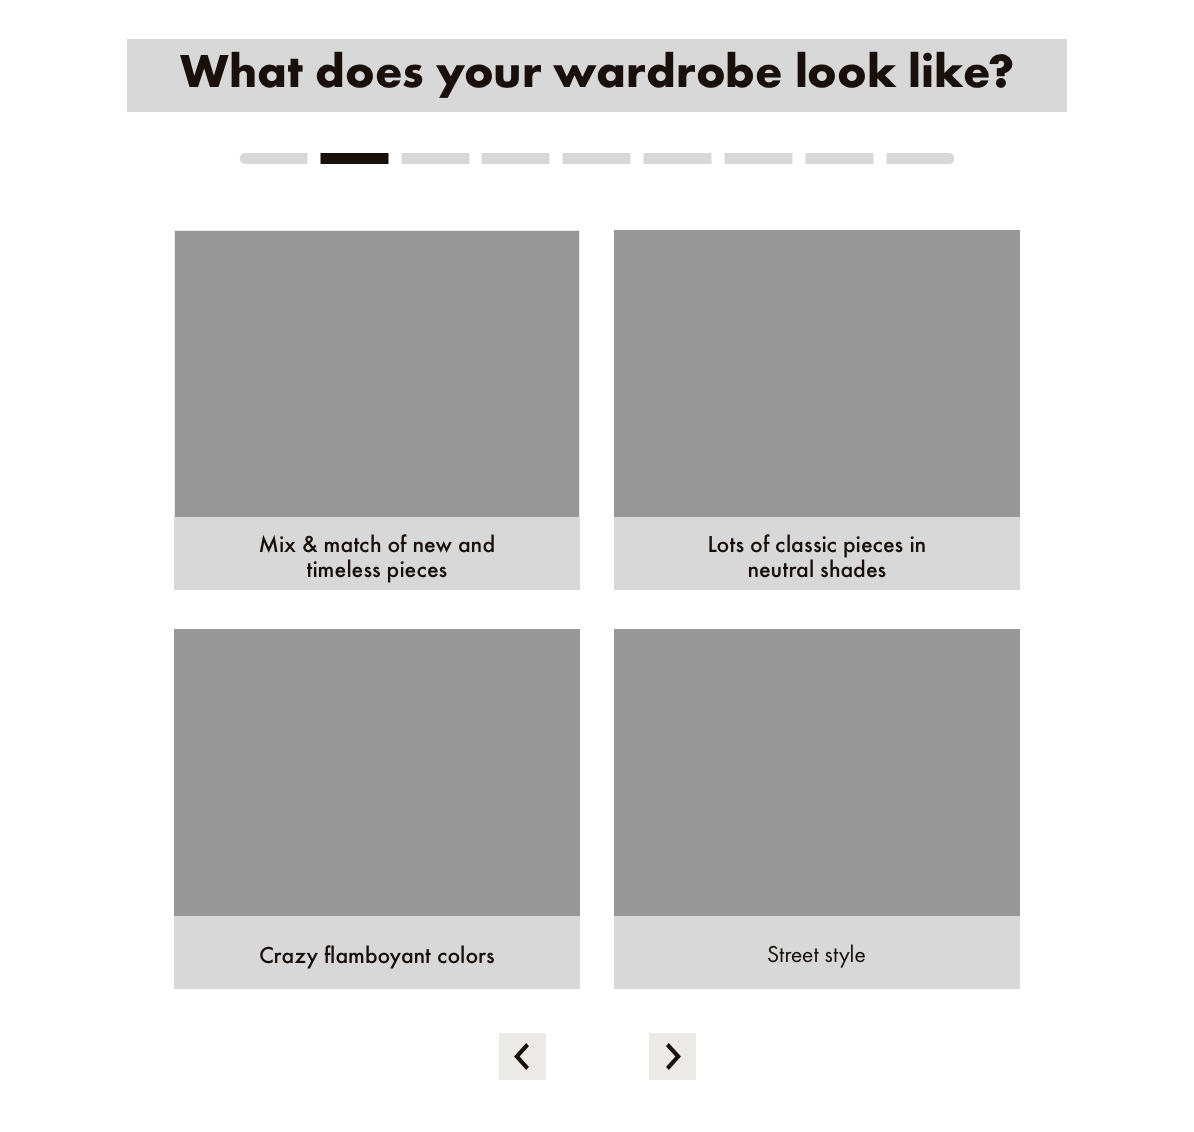 What does your wardrobe look like?
Mix & match of new and
timeless pieces
Lots of classic pieces in
neutral shades
Crazy flamboyant colors
Street style